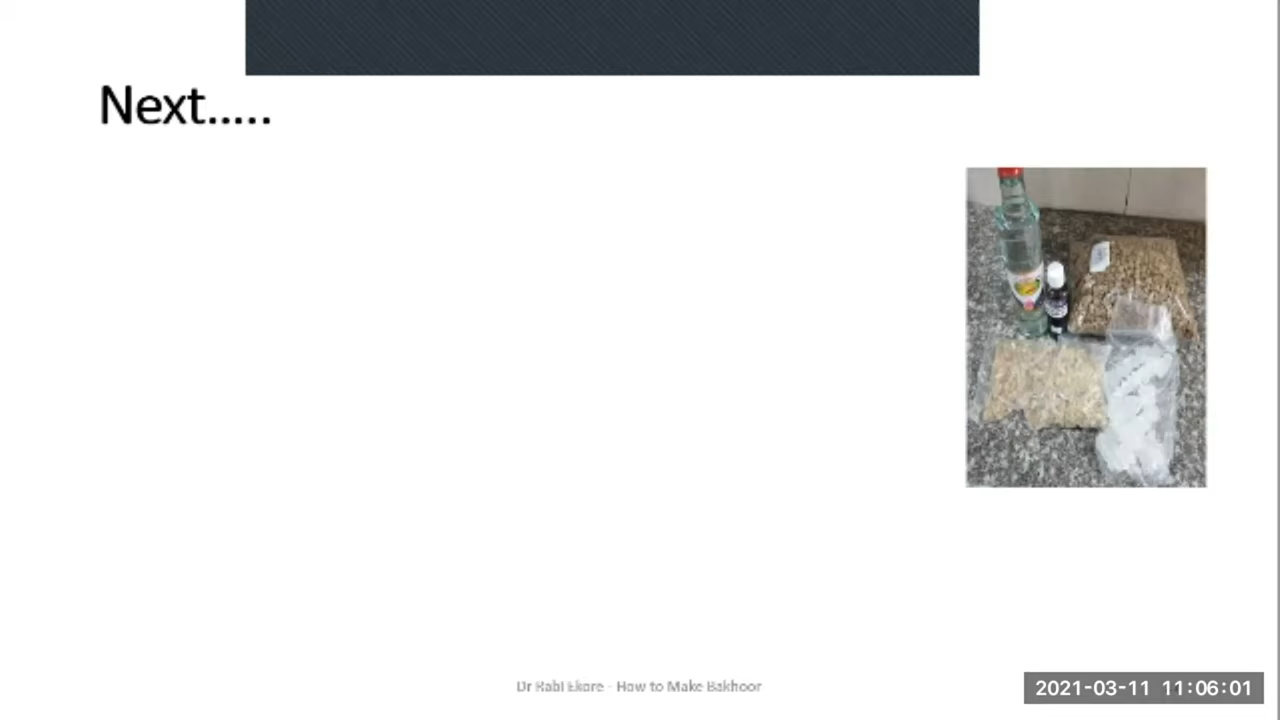 Next.....
Dr Rabi Ekore - How to Make Bakhoor
2021-03-11 11:06:01